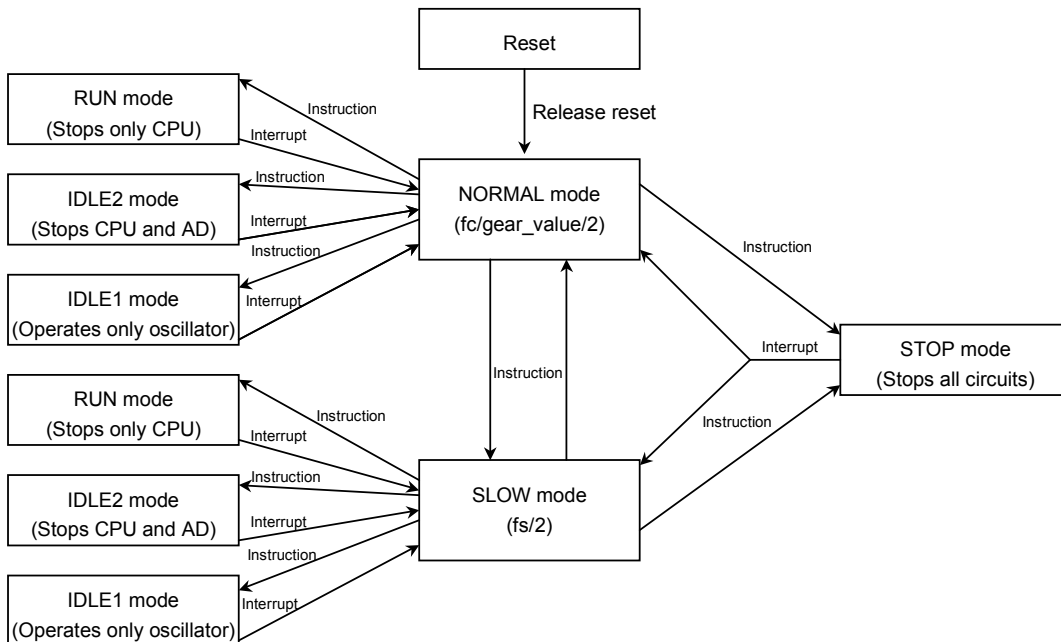 Reset
Release reset
RUN mode
(Stops only CPU)
Instruction
Interrupt
IDLE2 mode
(Stops CPU and AD)
Instruction
Interrupt
IDLE1 mode
(Operates only oscillator)
Instruction
Interrupt
NORMAL mode
(fc/gear_value/2)
Instruction
Instruction
Interrupt
STOP mode
(Stops all circuits)
Instruction
RUN mode
(Stops only CPU)
Instruction
Interrupt
IDLE2 mode
(Stops CPU and AD)
Instruction
Interrupt
IDLE1 mode
(Operates only oscillator)
Instruction
Interrupt
SLOW mode
(fs/2)